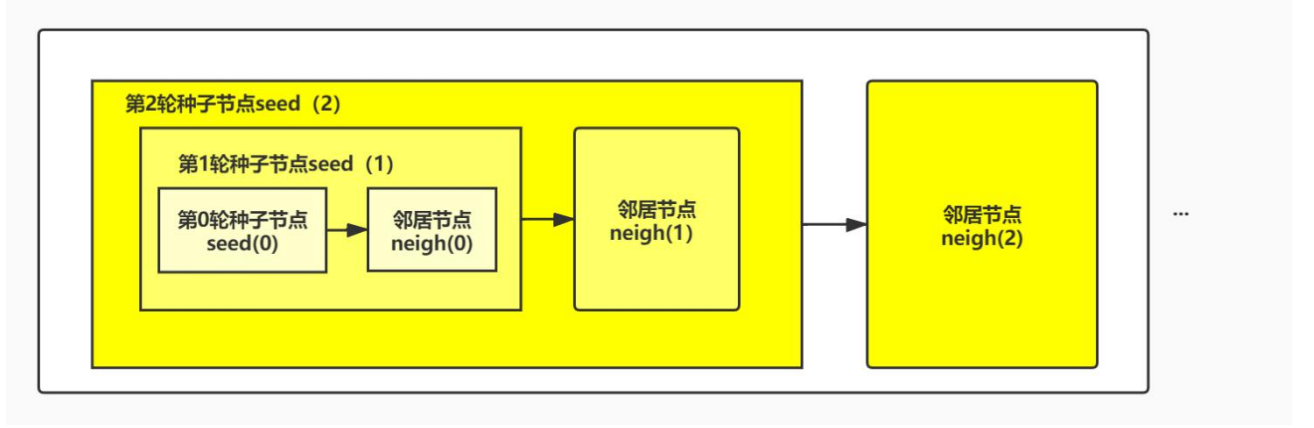 第2轮种子节点seed（2）
第1轮种子节点seed（1）
第0轮种子节点
seed(0)
邻居节点
neigh(0)
邻居节点
neigh(1)
邻居节点
neigh(2)
...